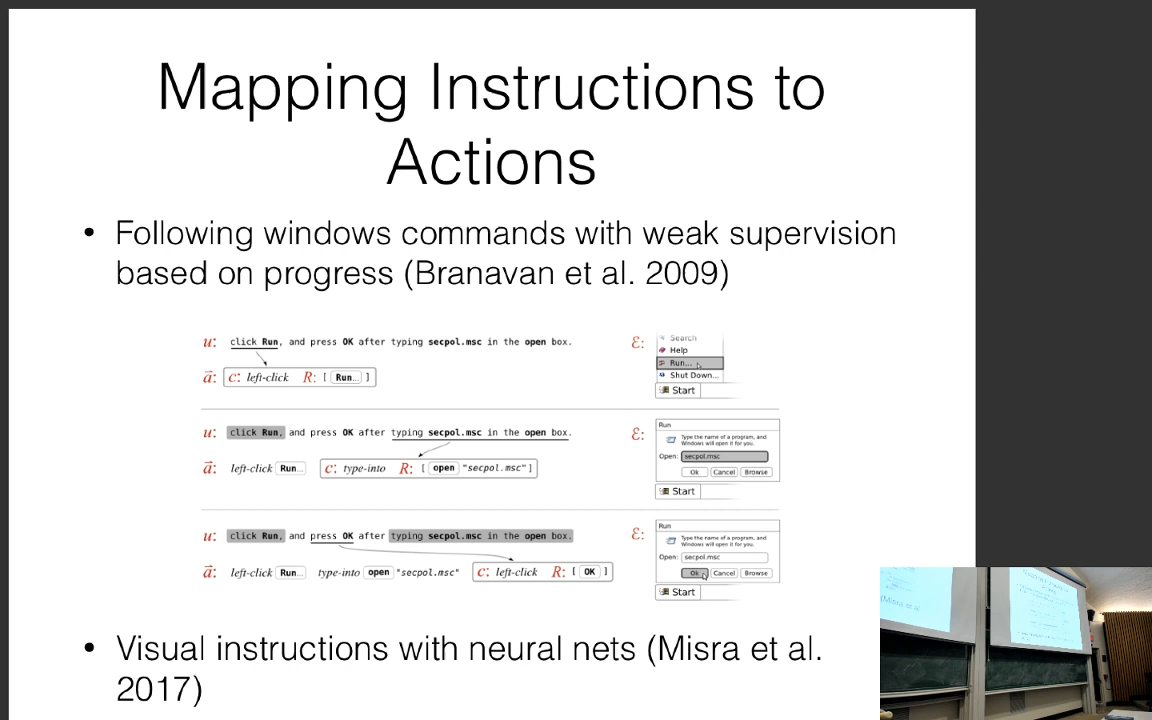 Mapping Instructions to
Actions
• Following windows commands with weak supervision
based on progress (Branavan et al. 2009)
u: click Run, and press OK after typing secpol.msc in the open box.
a: c: left-click R: [ Run... ]
ε: Search
Help
Run...
Shut Down...
Start
u: click Run, and press OK after typing secpol.msc in the open box.
a: left-click Run... c: type-into R: [ open "secpol.msc"]
ε: Run
Type the name of a program, and
Windows will open it for you.
Open: secpol.msc
Ok Cancel Browse
Start
u: click Run, and press OK after typing secpol.msc in the open box.
a: left-click Run... type-into open "secpol.msc" c: left-click R: [ OK ]
ε: Run
Type the name of a program, and
Windows will open it for you.
Open: secpol.msc
Ok Cancel Browse
Start
• Visual instructions with neural nets (Misra et al.
2017)